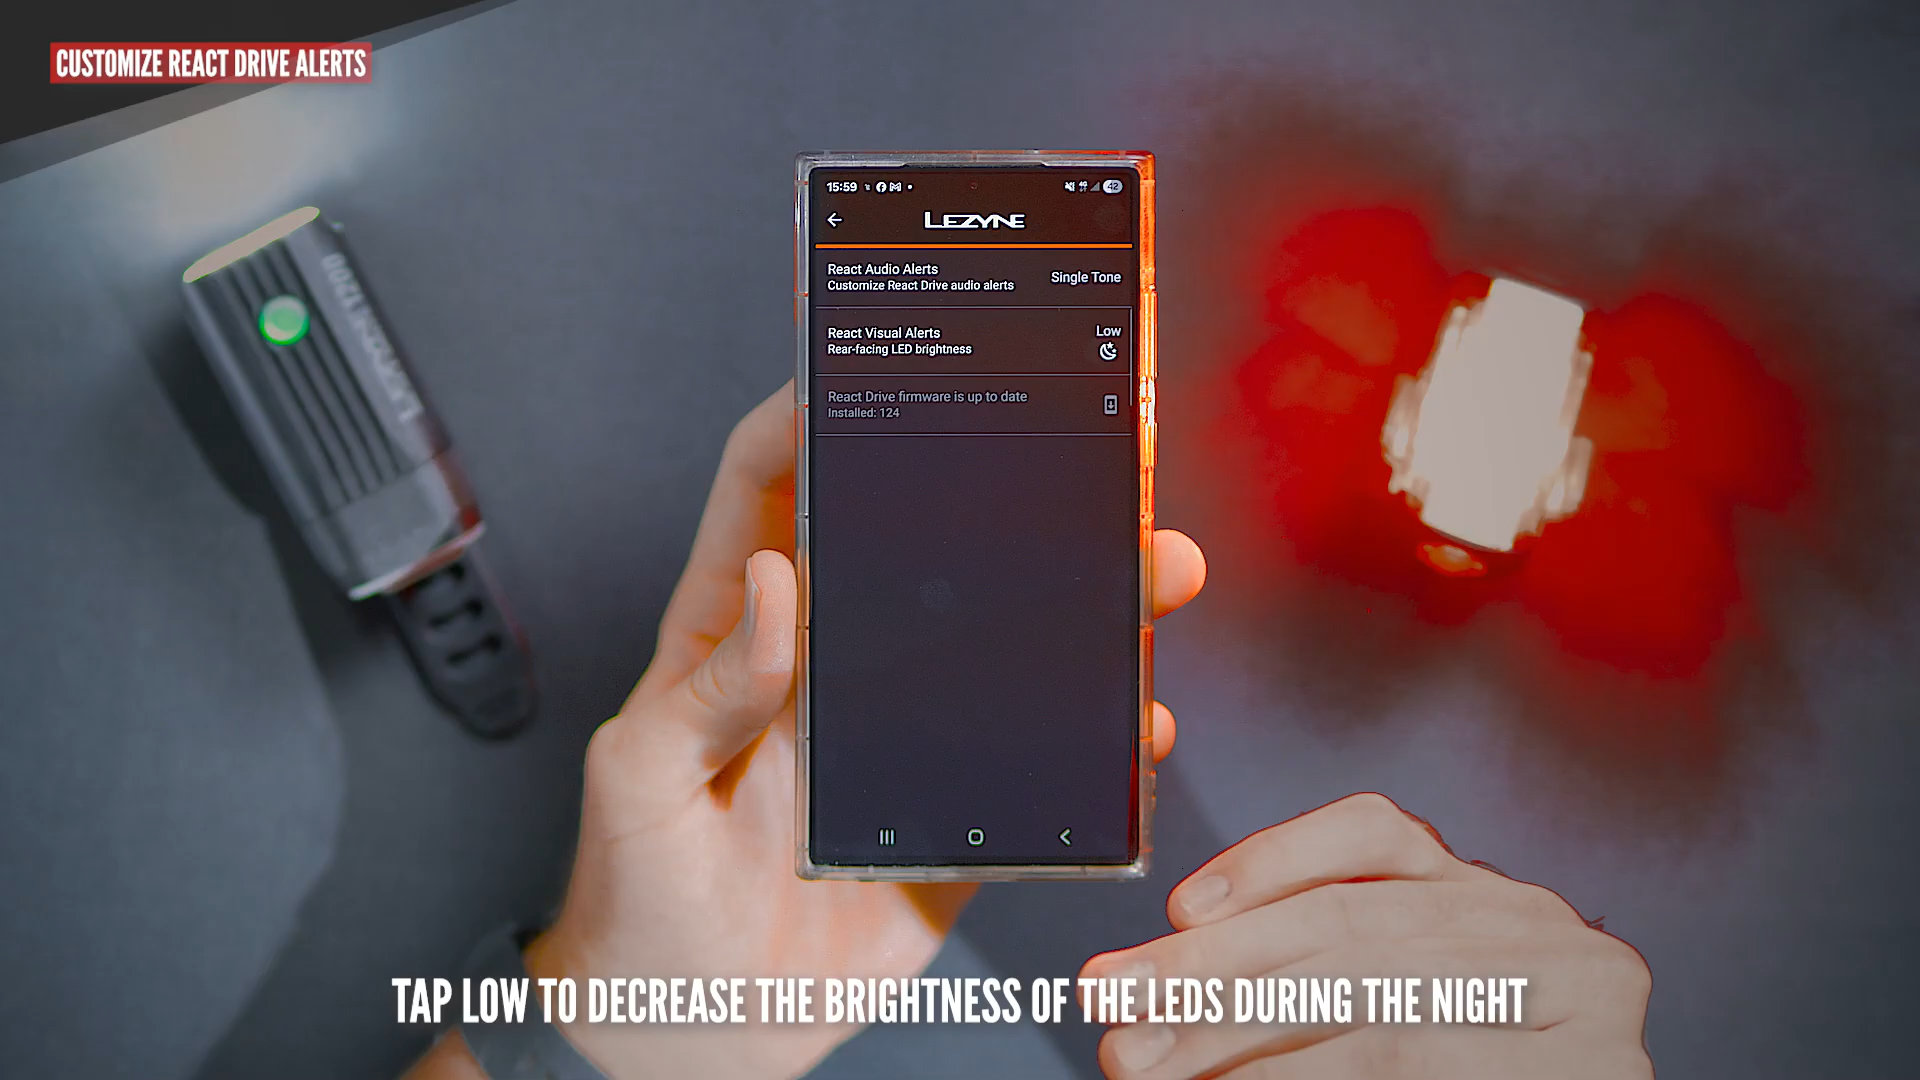 CUSTOMIZE REACT DRIVE ALERTS
15:59
42
LEZYNE
React Audio Alerts
Customize React Drive audio alerts
Single Tone
React Visual Alerts
Rear-facing LED brightness
Low
React Drive firmware is up to date
Installed: 124
TAP LOW TO DECREASE THE BRIGHTNESS OF THE LEDS DURING THE NIGHT